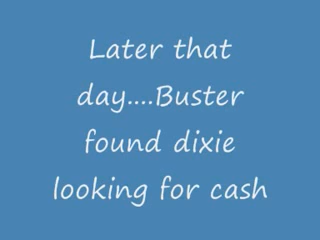 Later that
day....Buster
found dixie
looking for cash